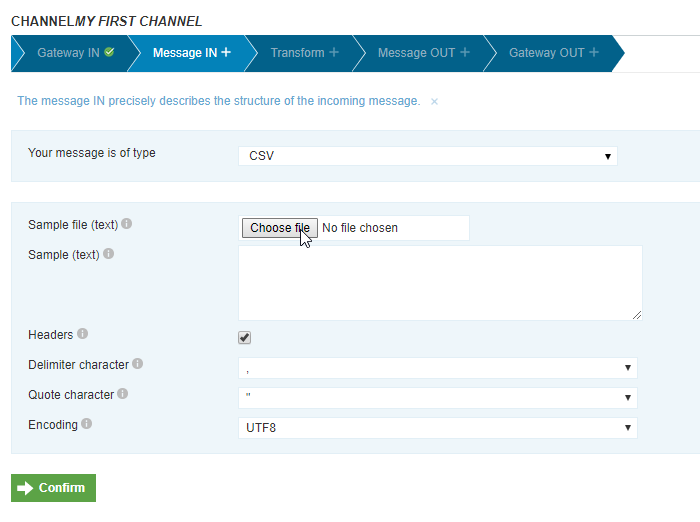 CHANNELMY FIRST CHANNEL
Gateway IN Message IN + Transform + Message OUT + Gateway OUT +
The message IN precisely describes the structure of the incoming message. ×
Your message is of type CSV
Sample file (text) Choose file No file chosen
Sample (text)
Headers
Delimiter character ,
Quote character "
Encoding UTF8
Confirm